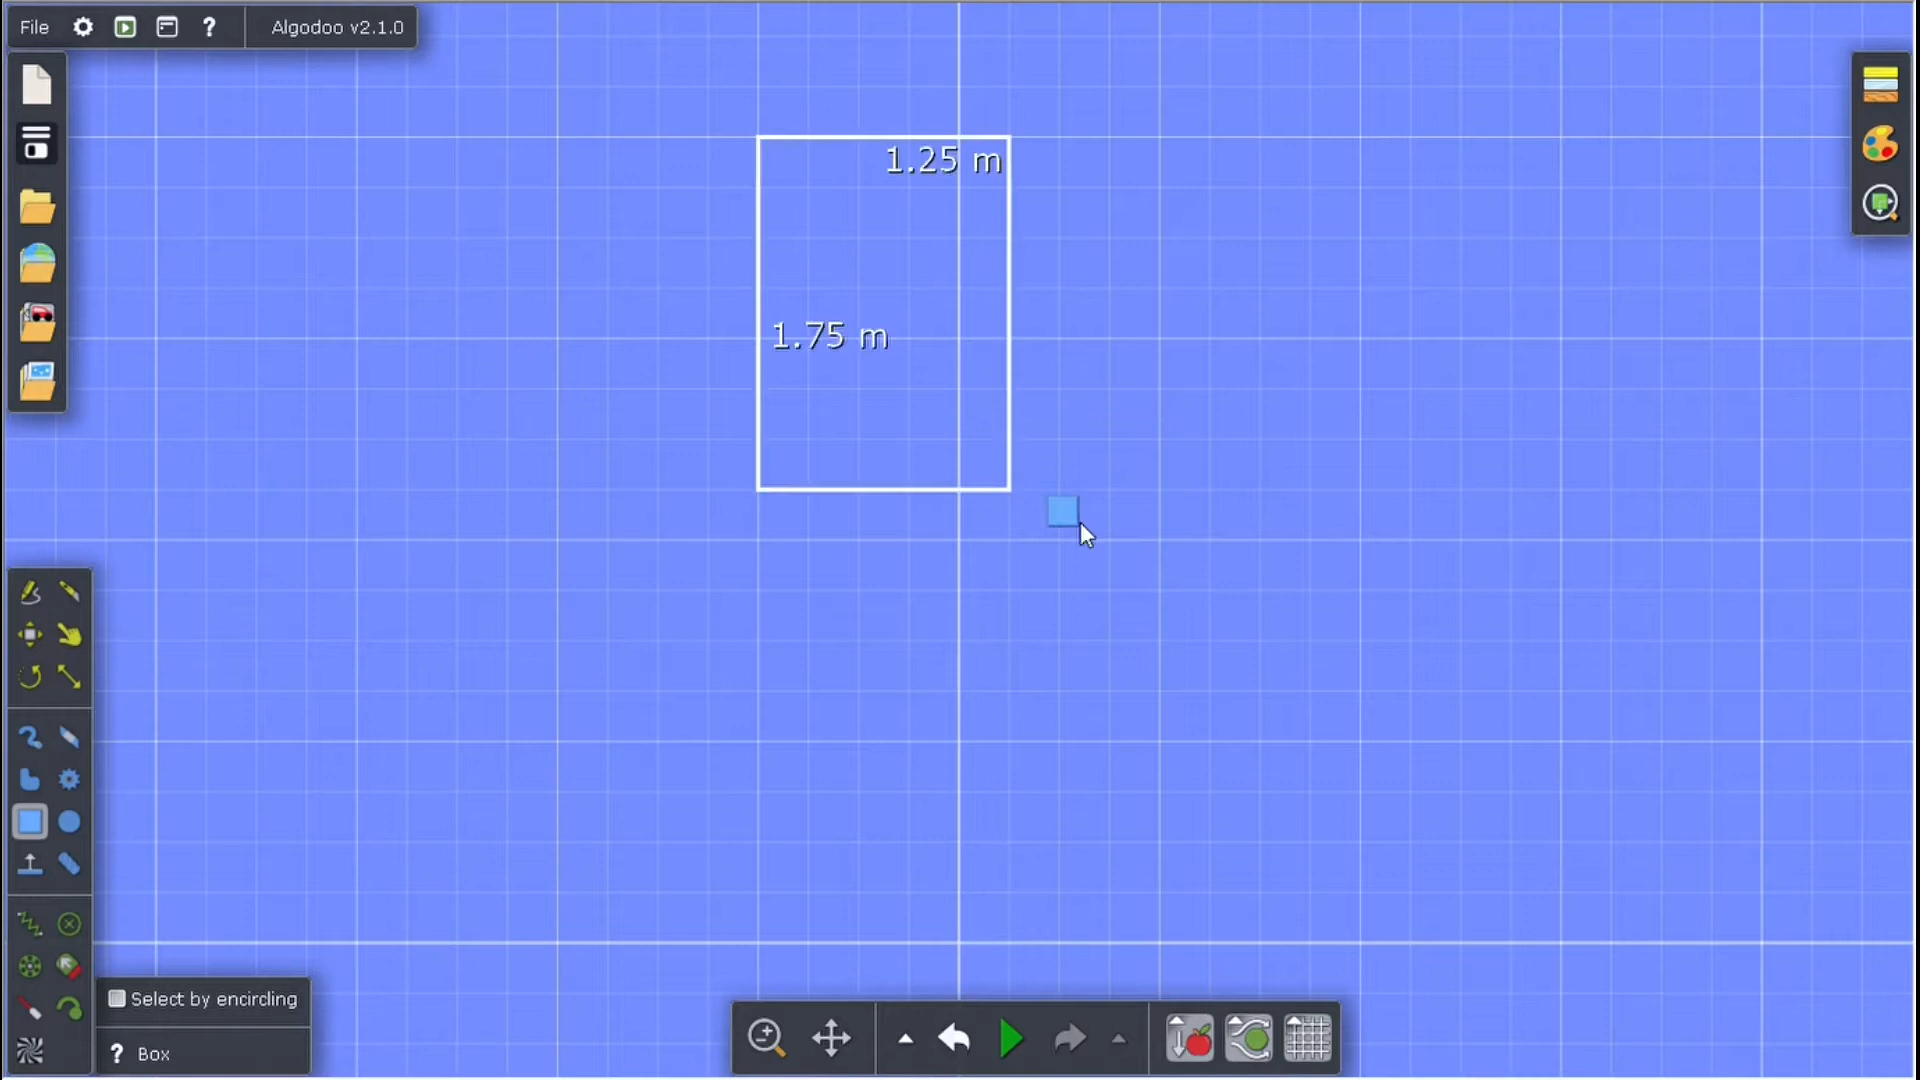 File
?
Algodoo v2.1.0
1.25 m
1.75 m
Select by encircling
? Box